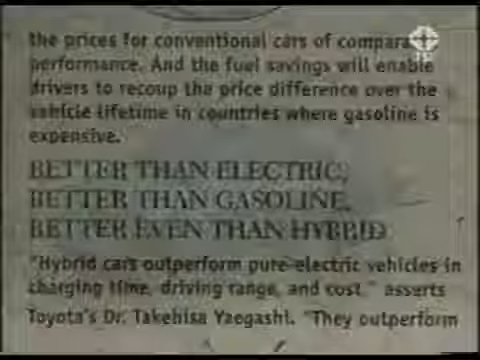 the prices for conventional cars of compara
performance. And the fuel savings will enable
drivers to recoup the price difference over the
vehicle lifetime in countries where gasoline is
expensive.
BETTER THAN ELECTRIC,
BETTER THAN GASOLINE,
BETTER EVEN THAN HYBRID
"Hybrid cars outperform pure-electric vehicles in
charging time, driving range, and cost," asserts
Toyota's Dr. Takehisa Yaegashi. "They outperform